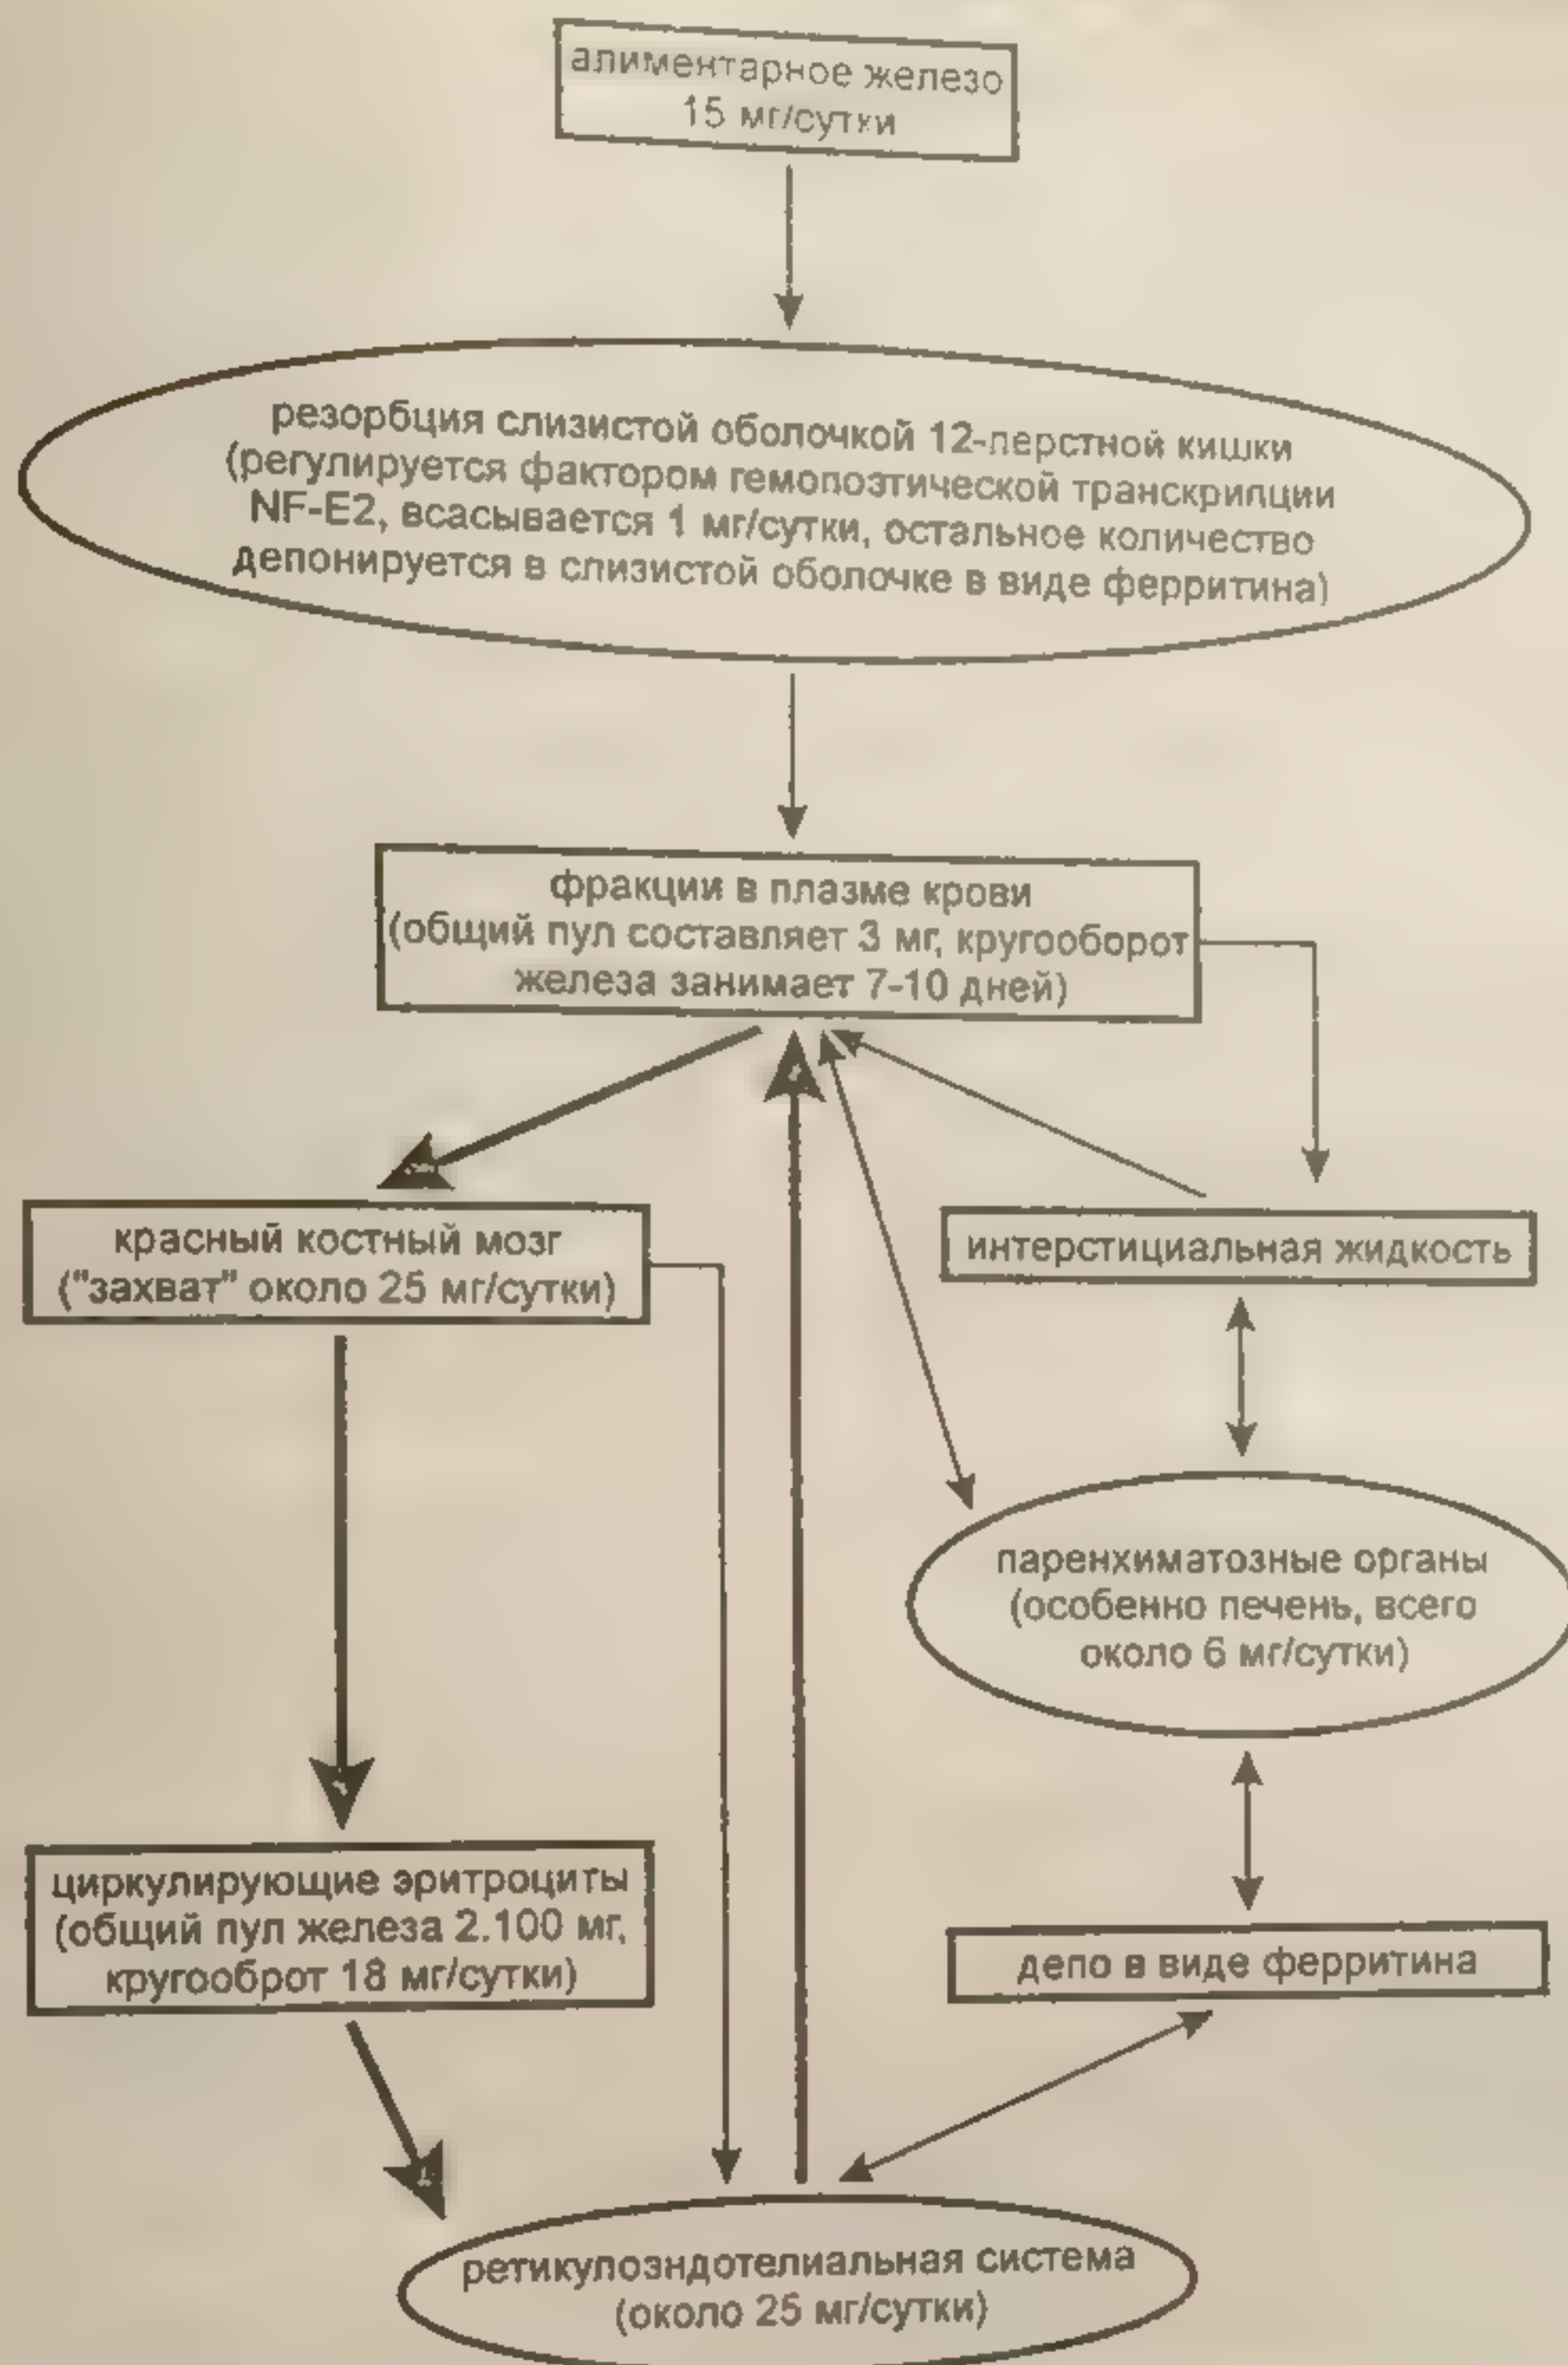 алиментарное железо
15 мг/сутки
резорбция слизистой оболочкой 12-перстной кишки
(регулируется фактором гемопоэтической транскрипции
NF-E2, всасывается 1 мг/сутки, остальное количество
депонируется в слизистой оболочке в виде ферритина)
фракции в плазме крови
(общий пул составляет 3 мг, кругооборот
железа занимает 7-10 дней)
красный костный мозг
("захват" около 25 мг/сутки)
интерстициальная жидкость
паренхиматозные органы
(особенно печень, всего
около 6 мг/сутки)
циркулирующие эритроциты
(общий пул железа 2.100 мг,
кругооброт 18 мг/сутки)
депо в виде ферритина
ретикулоэндотелиальная система
(около 25 мг/сутки)